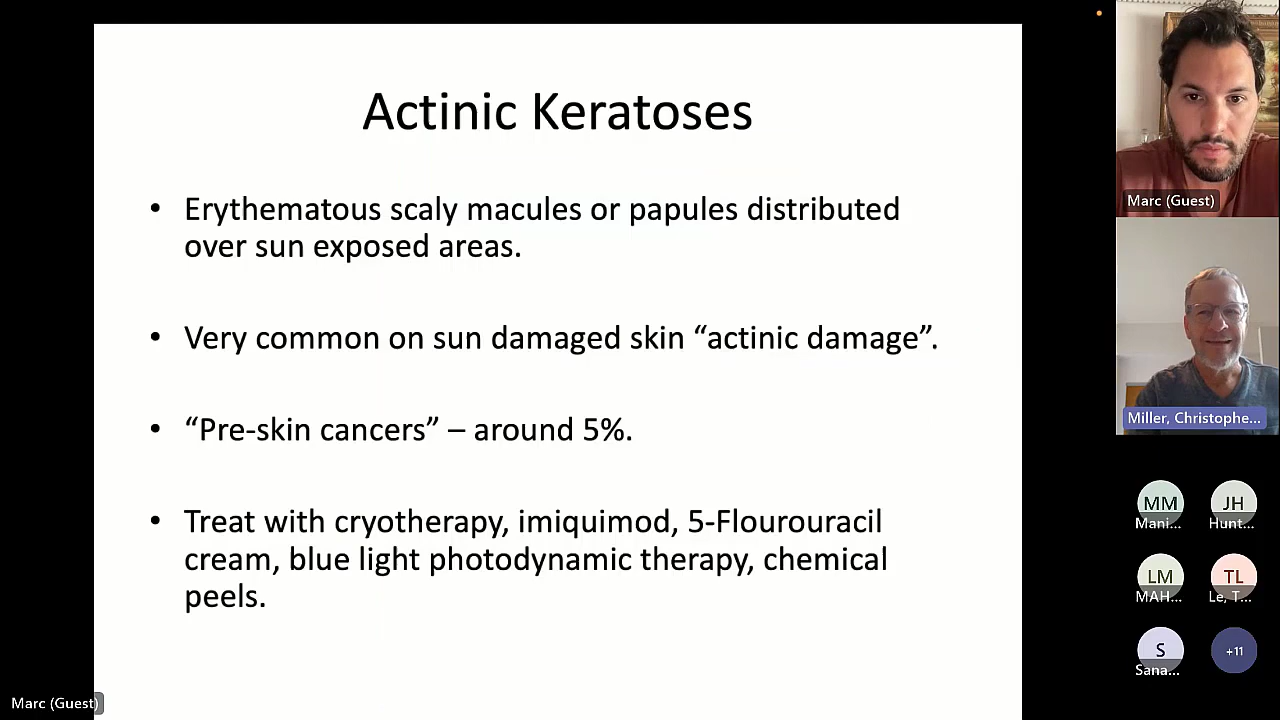 Actinic Keratoses
• Erythematous scaly macules or papules distributed
over sun exposed areas.
• Very common on sun damaged skin “actinic damage”.
• “Pre-skin cancers” – around 5%.
• Treat with cryotherapy, imiquimod, 5-Flourouracil
cream, blue light photodynamic therapy, chemical
peels.
Marc (Guest)
Marc (Guest)
Miller, Christophe...
MM
Mani...
JH
Hunt...
LM
MAH...
TL
Le, T...
S
Sana...
+11